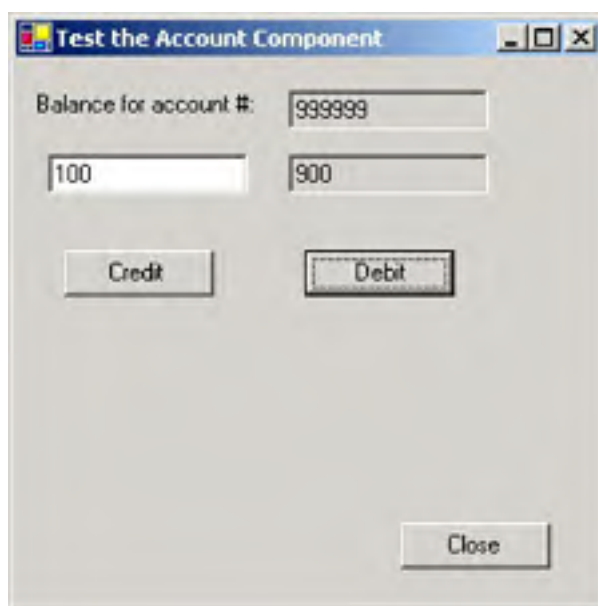 Test the Account Component
Balance for account #: 999999
100 900
Credit Debit
Close